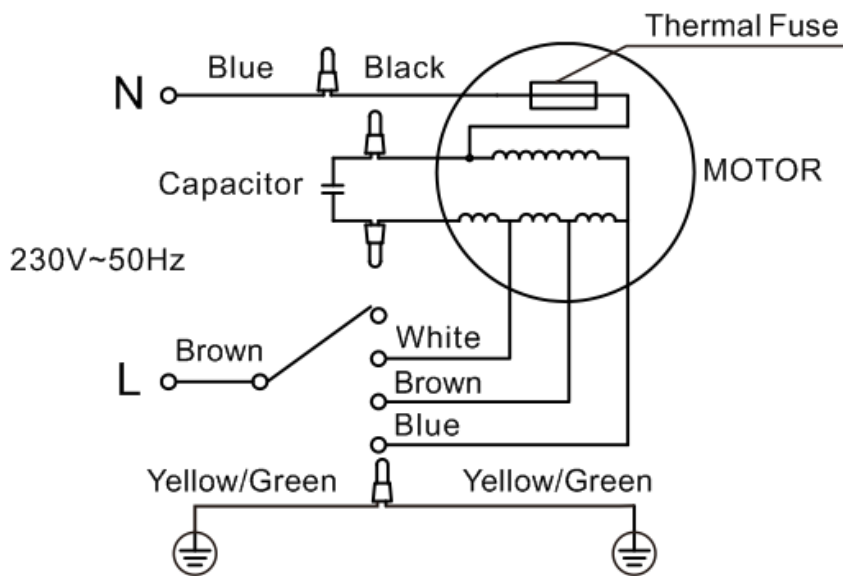 Thermal Fuse
N
Blue
Black
Capacitor
MOTOR
230V~50Hz
L
Brown
White
Brown
Blue
Yellow/Green
Yellow/Green